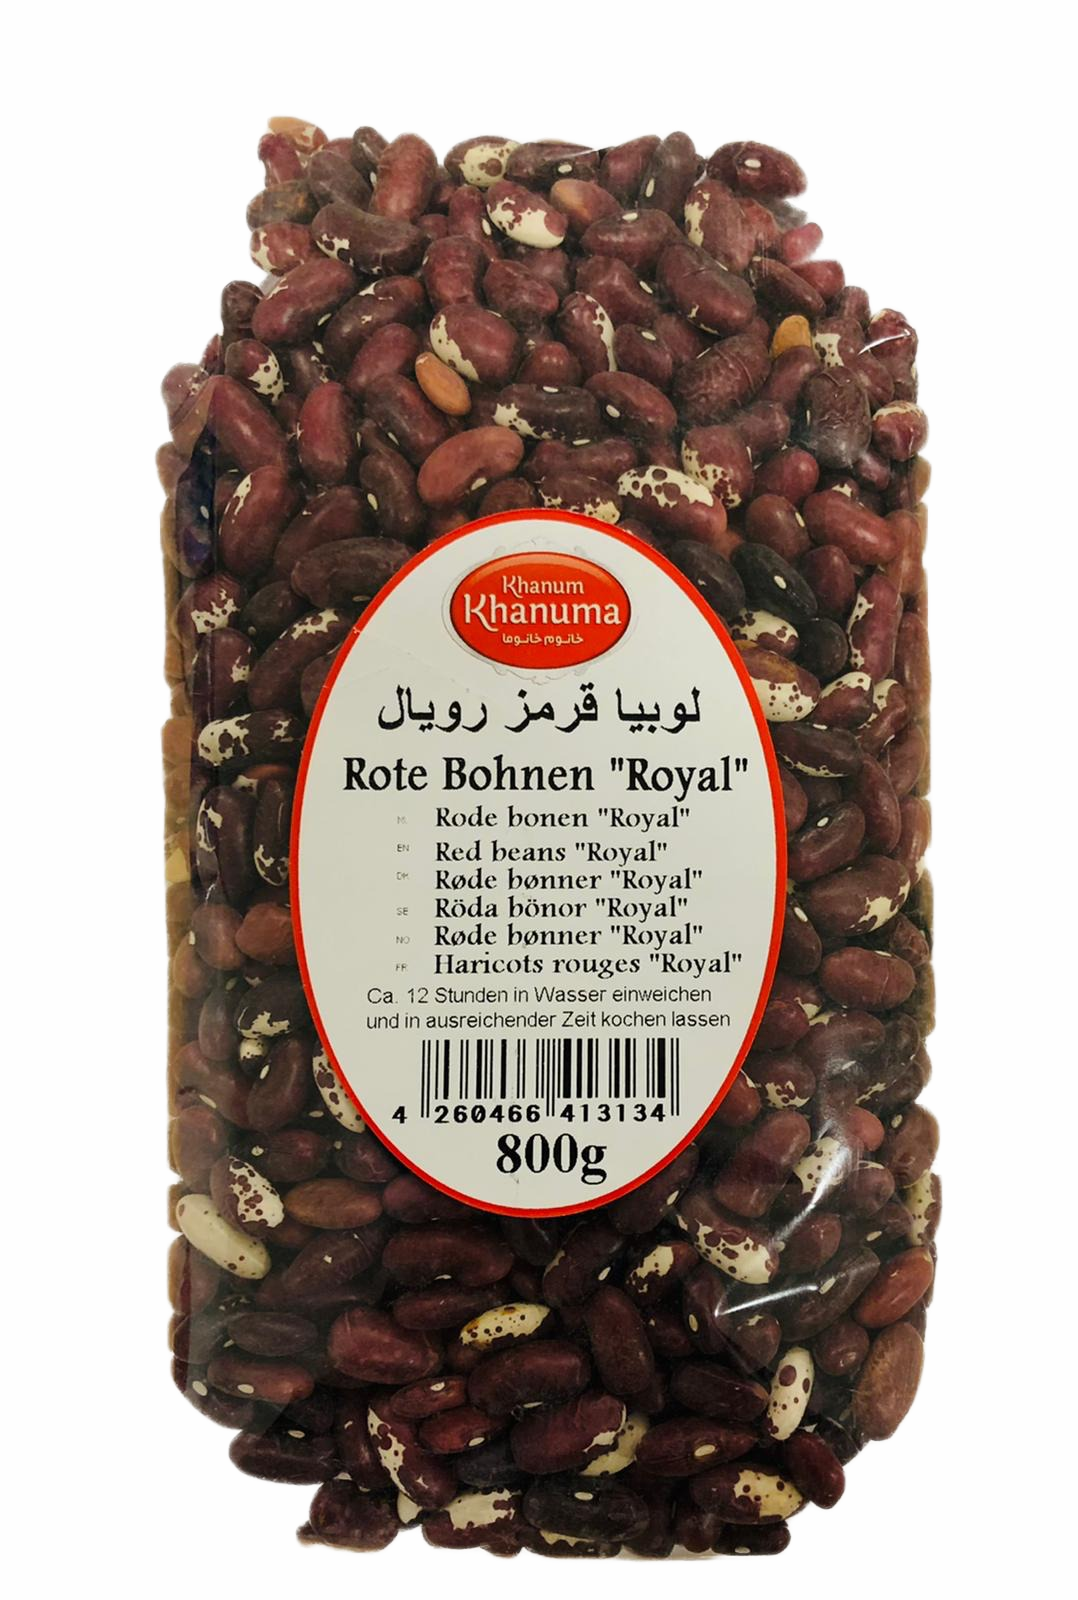 Khanum
Khanuma
خانوم خانوما
لوبیا قرمز رویال
Rote Bohnen "Royal"
NL Rode bonen "Royal"
EN Red beans "Royal"
DK Røde bønner "Royal"
SE Röda bönor "Royal"
NO Røde bønner "Royal"
FR Haricots rouges "Royal"
Ca. 12 Stunden in Wasser einweichen
und in ausreichender Zeit kochen lassen
4 260466 413134
800g